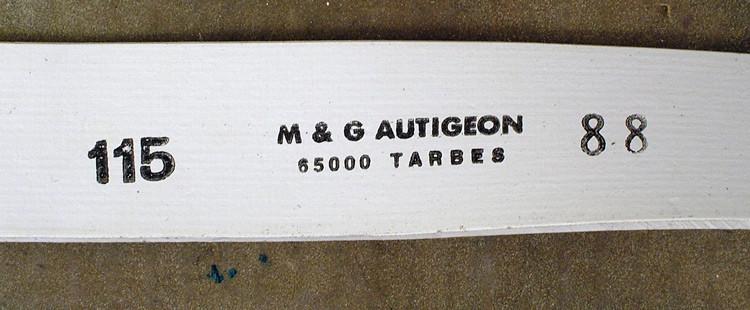 115
M & G AUTIGEON
65000 TARBES
88